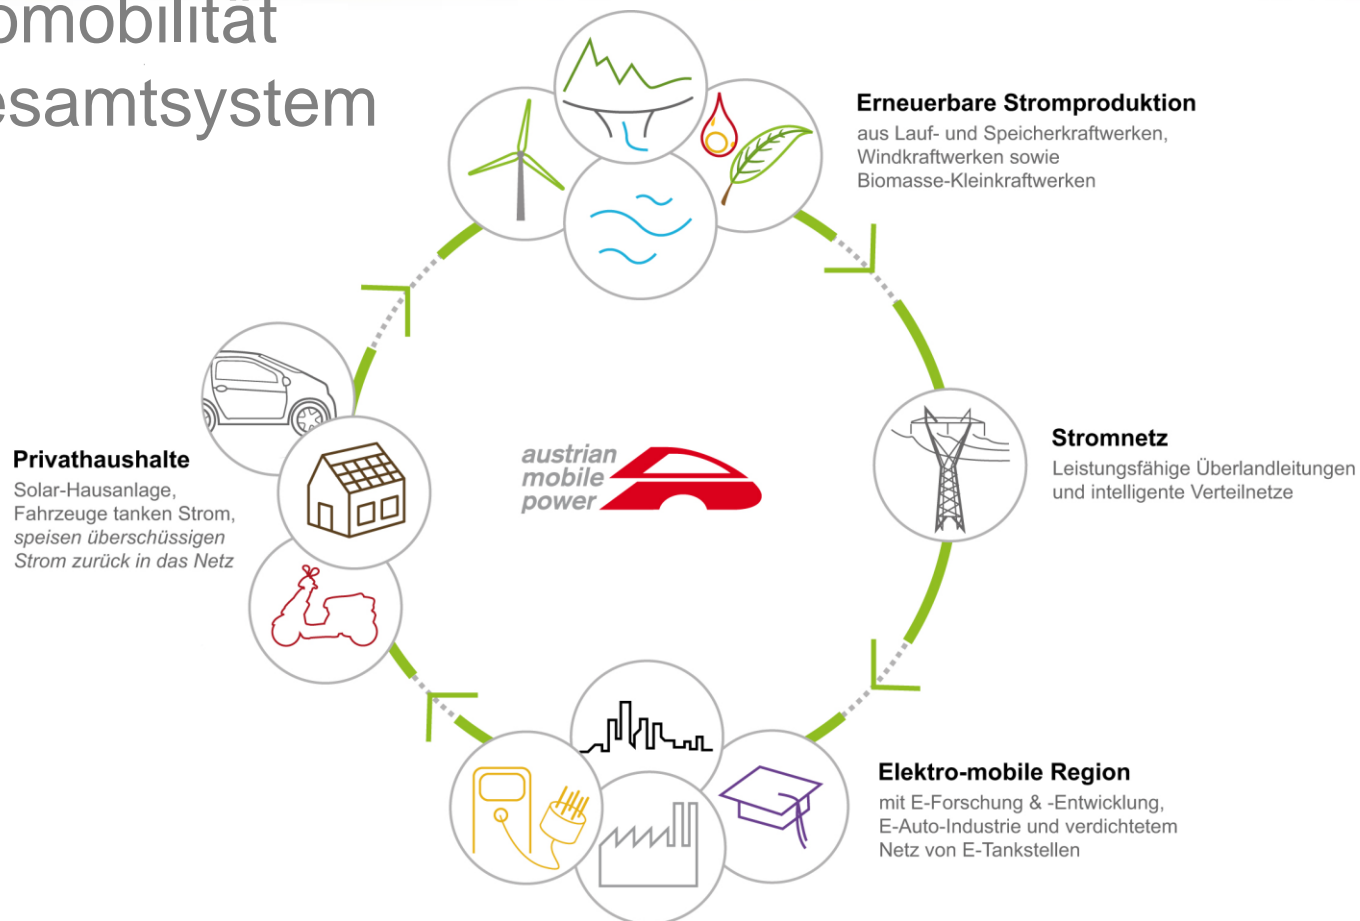 omobilität
esamtsystem
Erneuerbare Stromproduktion
aus Lauf- und Speicherkraftwerken,
Windkraftwerken sowie
Biomasse-Kleinkraftwerken
Stromnetz
Leistungsfähige Überlandleitungen
und intelligente Verteilnetze
Privathaushalte
Solar-Hausanlage,
Fahrzeuge tanken Strom,
speisen überschüssigen
Strom zurück in das Netz
austrian
mobile
power
Elektro-mobile Region
mit E-Forschung & -Entwicklung,
E-Auto-Industrie und verdichtetem
Netz von E-Tankstellen